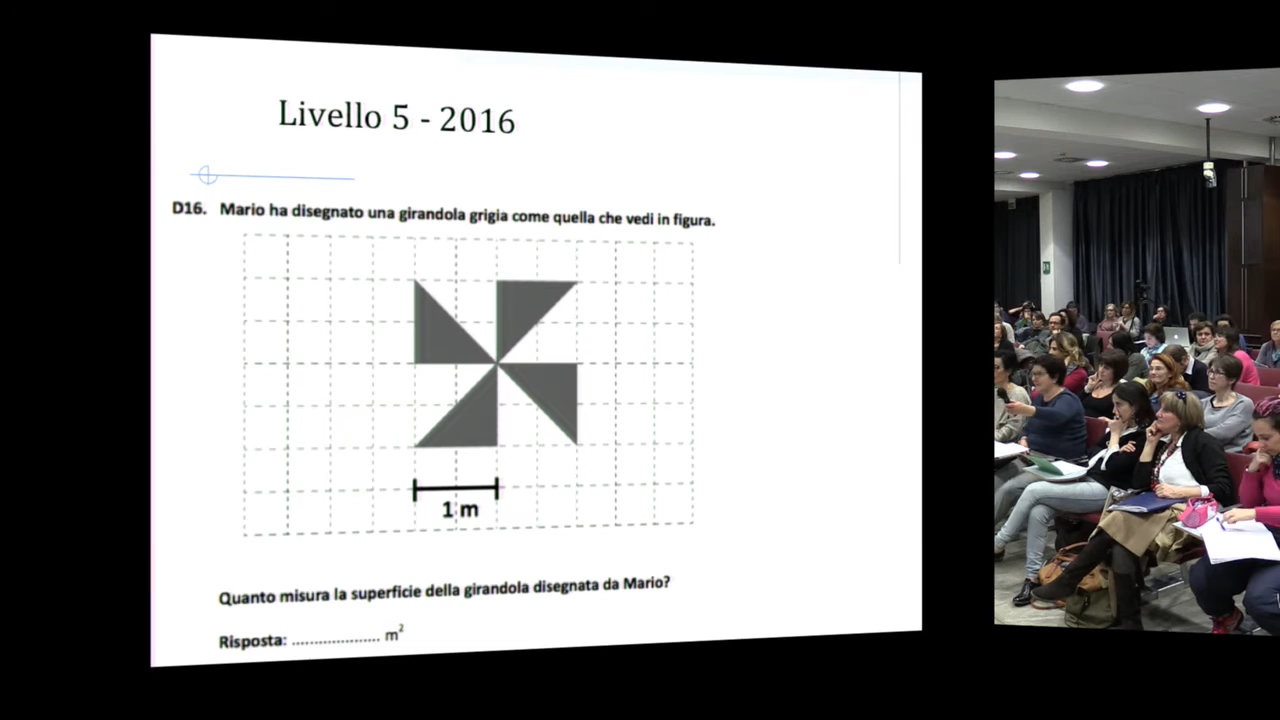 Livello 5 - 2016
D16. Mario ha disegnato una girandola grigia come quella che vedi in figura.
1 m
Quanto misura la superficie della girandola disegnata da Mario?
Risposta: .................... m²